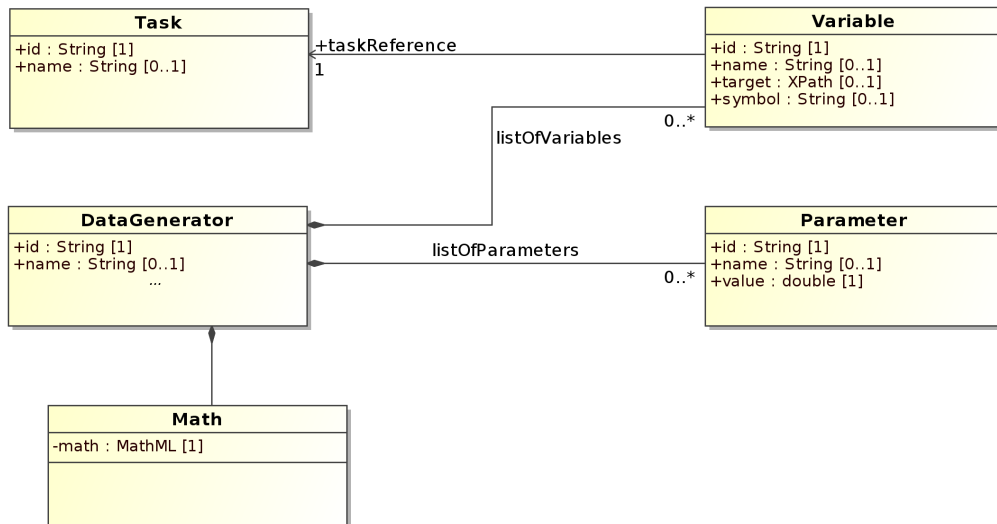 Task
+id : String [1]
+name : String [0..1]
+taskReference
1
Variable
+id : String [1]
+name : String [0..1]
+target : XPath [0..1]
+symbol : String [0..1]
0..*
listOfVariables
DataGenerator
+id : String [1]
+name : String [0..1]
...
listOfParameters
0..*
Parameter
+id : String [1]
+name : String [0..1]
+value : double [1]
Math
-math : MathML [1]